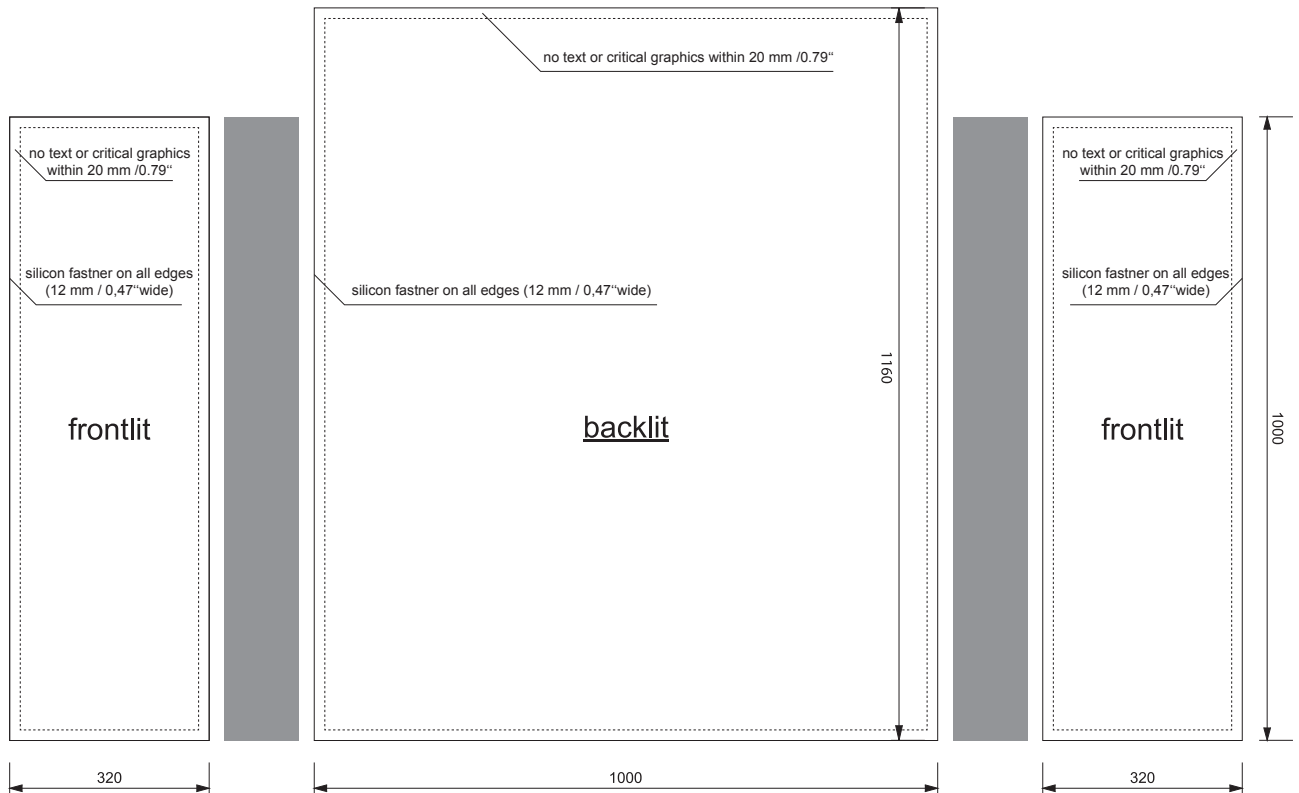 no text or critical graphics within 20 mm /0.79“
no text or critical graphics
within 20 mm /0.79“
no text or critical graphics
within 20 mm /0.79“
silicon fastner on all edges
(12 mm / 0,47“wide)
silicon fastner on all edges (12 mm / 0,47“wide)
silicon fastner on all edges
(12 mm / 0,47“wide)
1160
frontlit
backlit
frontlit
1000
320
1000
320